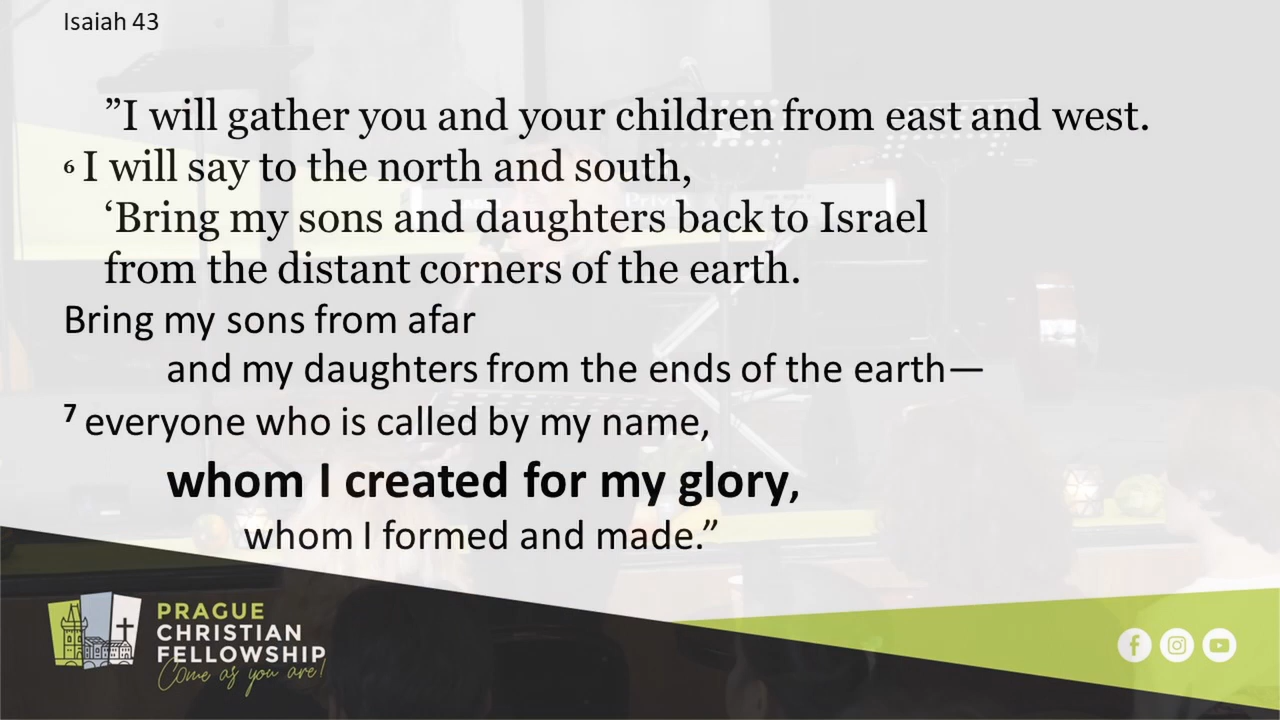 Isaiah 43
”I will gather you and your children from east and west.
6 I will say to the north and south,
‘Bring my sons and daughters back to Israel
from the distant corners of the earth.
Bring my sons from afar
and my daughters from the ends of the earth—
7 everyone who is called by my name,
whom I created for my glory,
whom I formed and made.”
PRAGUE
CHRISTIAN
FELLOWSHIP
Come as you are!